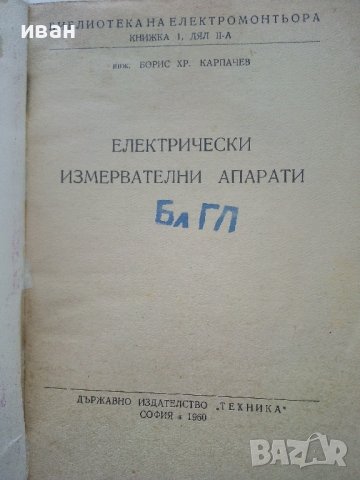 иван
БИБЛИОТЕКА НА ЕЛЕКТРОМОНТЬОРА
КНИЖКА I, ДЯЛ II-А
инж. БОРИС ХР. КАРПАЧЕВ
ЕЛЕКТРИЧЕСКИ
ИЗМЕРВАТЕЛНИ АПАРАТИ
Бл ГЛ
ДЪРЖАВНО ИЗДАТЕЛСТВО „ТЕХНИКА“
СОФИЯ * 1960
BAZAR